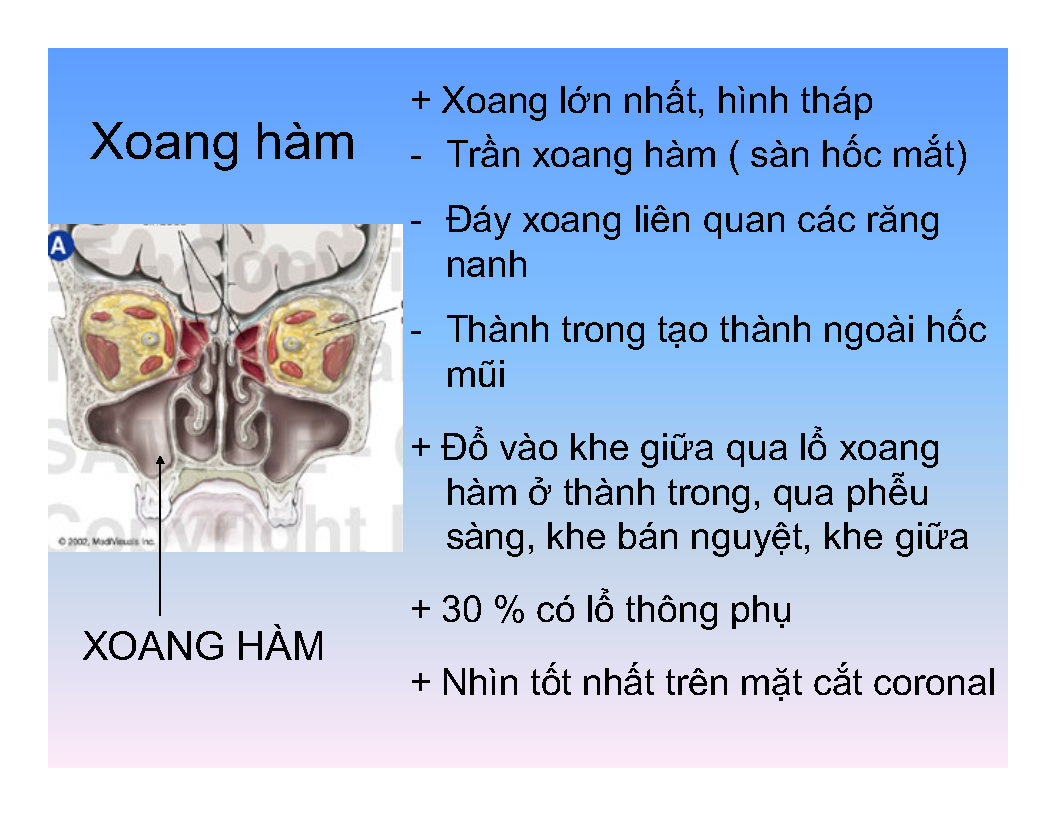 Xoang hàm
+ Xoang lớn nhất, hình tháp
- Trần xoang hàm ( sàn hốc mắt)
- Đáy xoang liên quan các răng
nanh
- Thành trong tạo thành ngoài hốc
mũi
+ Đổ vào khe giữa qua lổ xoang
hàm ở thành trong, qua phễu
sàng, khe bán nguyệt, khe giữa
+ 30 % có lổ thông phụ
+ Nhìn tốt nhất trên mặt cắt coronal
A
© 2002, MediVisuals Inc.
XOANG HÀM